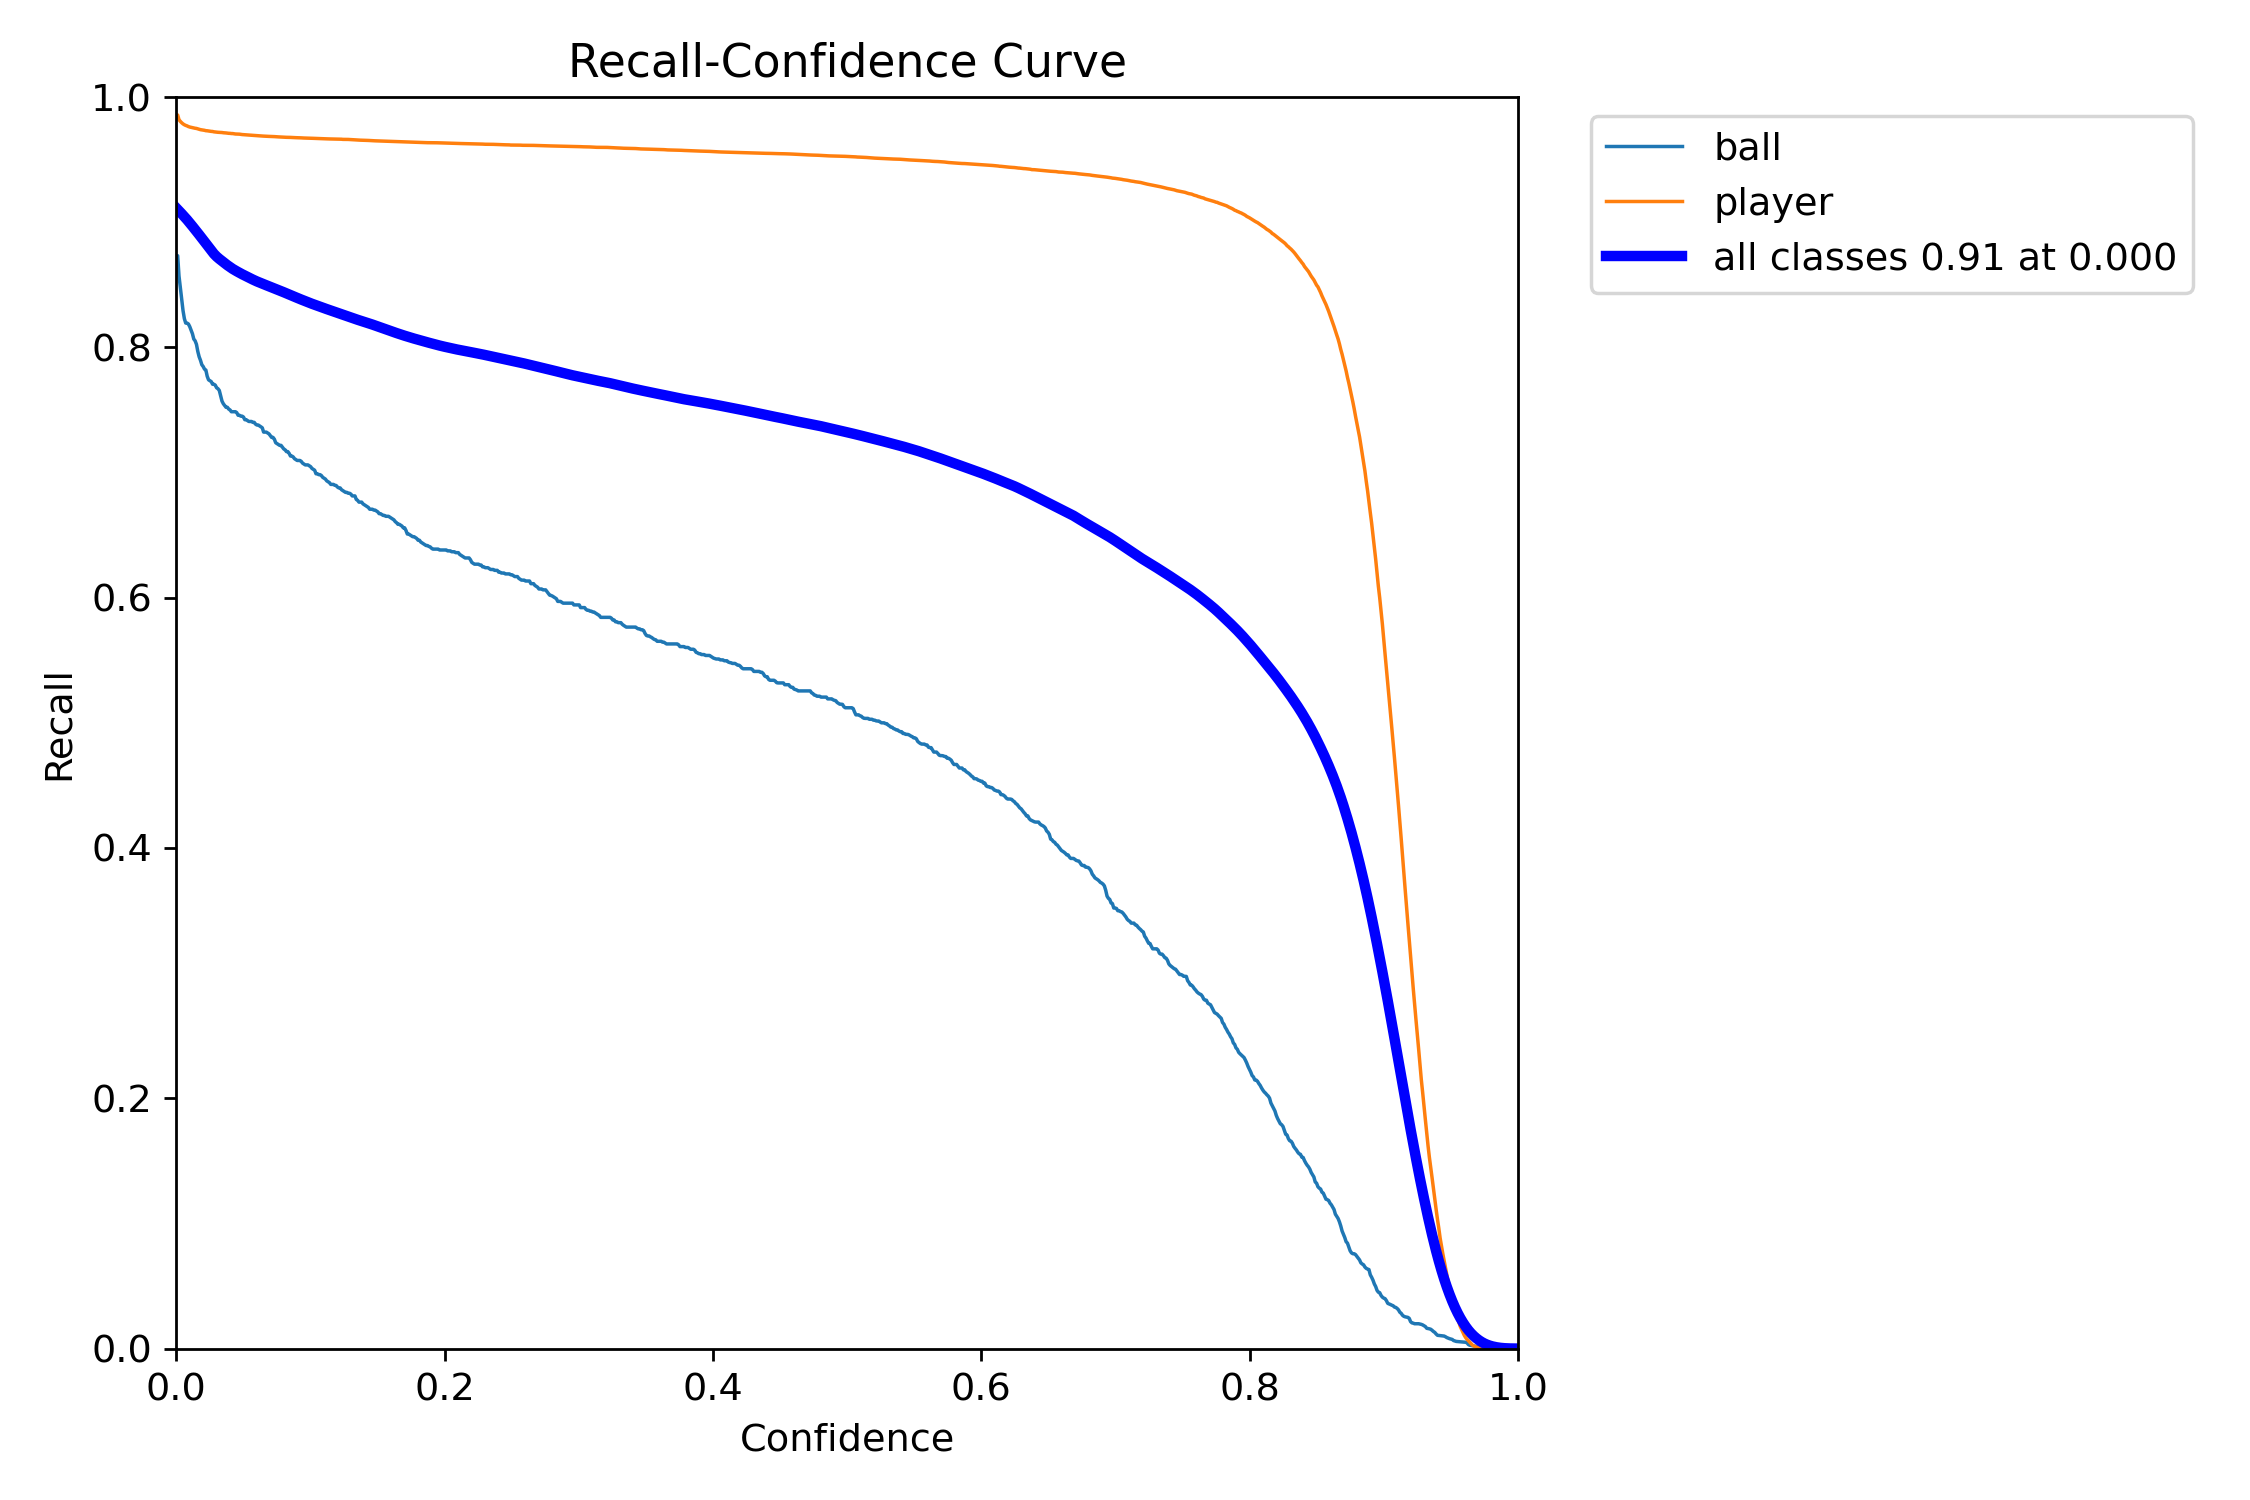 Recall-Confidence Curve
1.0
0.8
0.6
0.4
0.2
0.0
Recall
0.0 0.2 0.4 0.6 0.8 1.0
Confidence
ball
player
all classes 0.91 at 0.000